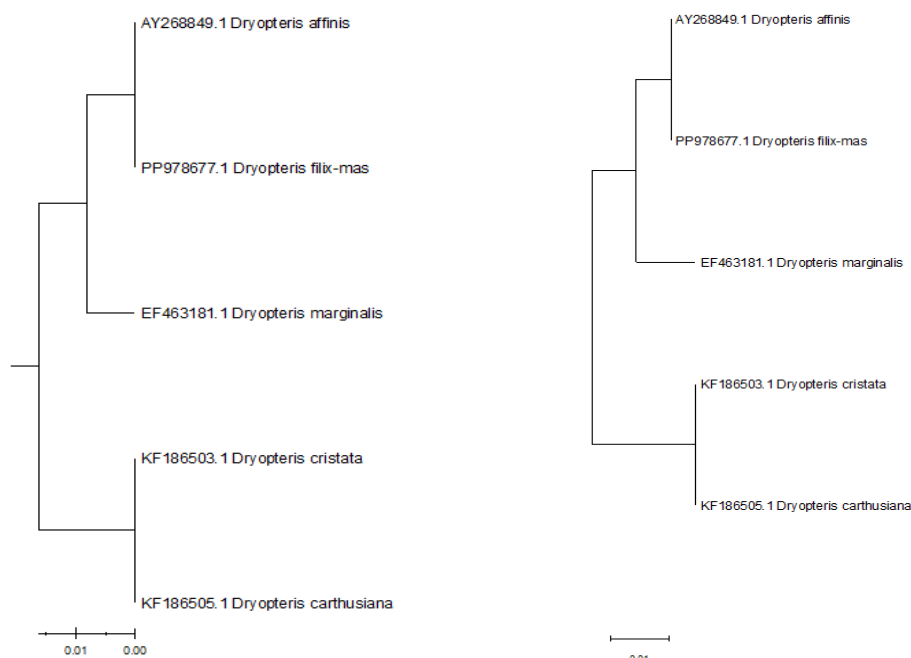 AY268849.1 Dryopteris affinis
PP978677.1 Dryopteris filix-mas
EF463181.1 Dryopteris marginalis
KF186503.1 Dryopteris cristata
KF186505.1 Dryopteris carthusiana
0.01 0.00
AY268849.1 Dryopteris affinis
PP978677.1 Dryopteris filix-mas
EF463181.1 Dryopteris marginalis
KF186503.1 Dryopteris cristata
KF186505.1 Dryopteris carthusiana